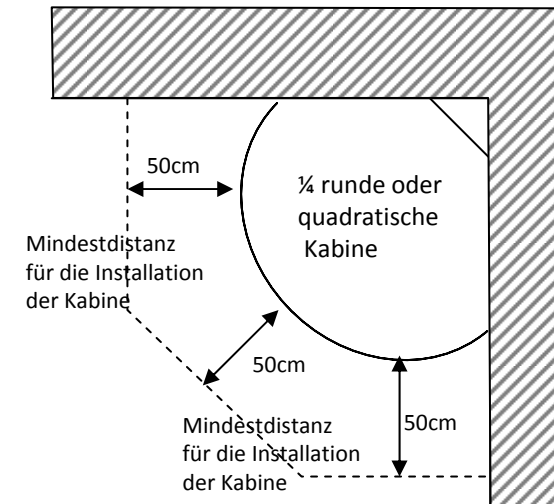 50cm
¼ runde oder
quadratische
Kabine
Mindestdistanz
für die Installation
der Kabine
50cm
50cm
Mindestdistanz
für die Installation
der Kabine